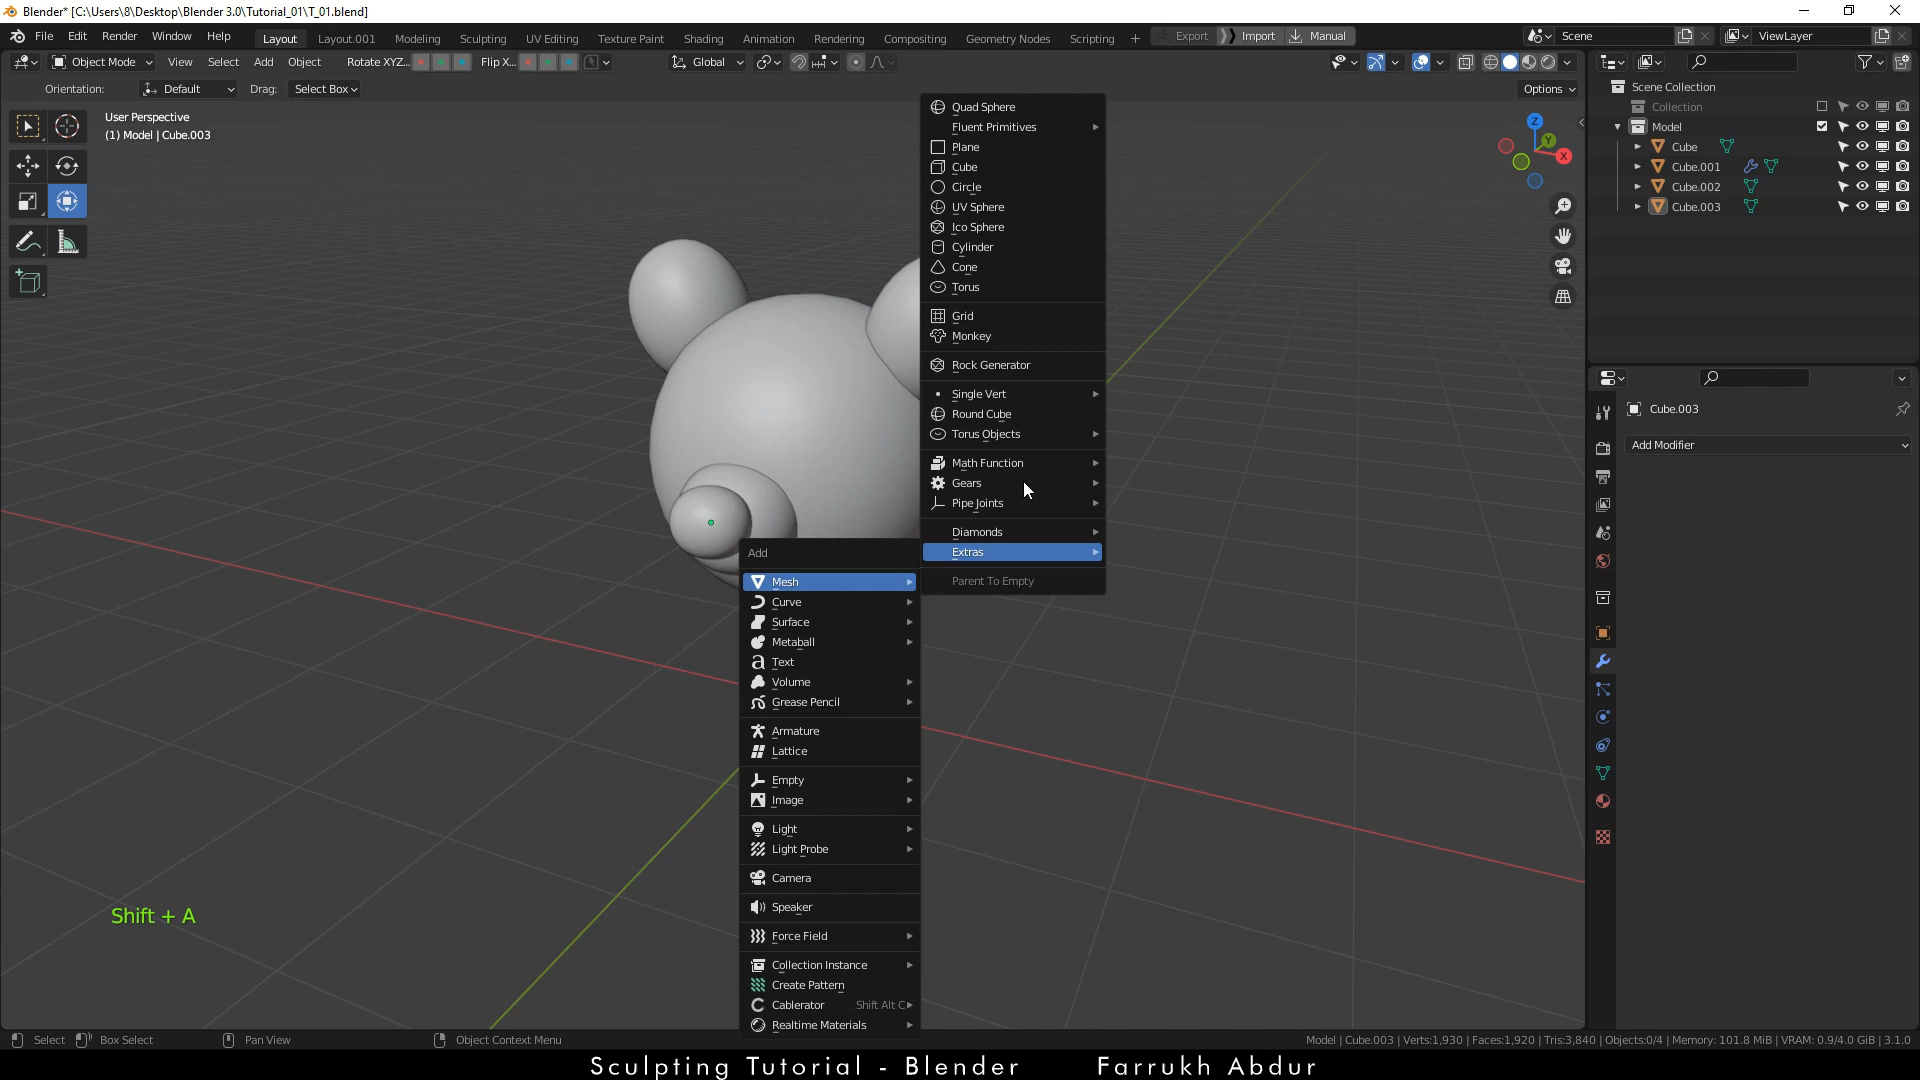 Blender* [C:\Users\8\Desktop\Blender 3.0\Tutorial_01\T_01.blend]
File Edit Render Window Help Layout Layout.001 Modeling Sculpting UV Editing Texture Paint Shading Animation Rendering Compositing Geometry Nodes Scripting + Export Import Manual Scene ViewLayer
Object Mode View Select Add Object Rotate XYZ... Flip X... Global
Orientation: Default Drag: Select Box Options
User Perspective
(1) Model | Cube.003
Z
Y
X
Quad Sphere
Fluent Primitives
Plane
Cube
Circle
UV Sphere
Ico Sphere
Cylinder
Cone
Torus
Grid
Monkey
Rock Generator
Single Vert
Round Cube
Torus Objects
Math Function
Gears
Pipe Joints
Diamonds
Extras
Parent To Empty
Add
Mesh
Curve
Surface
Metaball
Text
Volume
Grease Pencil
Armature
Lattice
Empty
Image
Light
Light Probe
Camera
Speaker
Force Field
Collection Instance
Create Pattern
Cablerator Shift Alt C
Realtime Materials
Shift + A
Scene Collection
Collection
Model
Cube
Cube.001
Cube.002
Cube.003
Cube.003
Add Modifier
Select Box Select Pan View Object Context Menu Model | Cube.003 | Verts:1,930 | Faces:1,920 | Tris:3,840 | Objects:0/4 | Memory: 101.8 MiB | VRAM: 0.9/4.0 GiB | 3.1.0
Sculpting Tutorial - Blender Farrukh Abdur